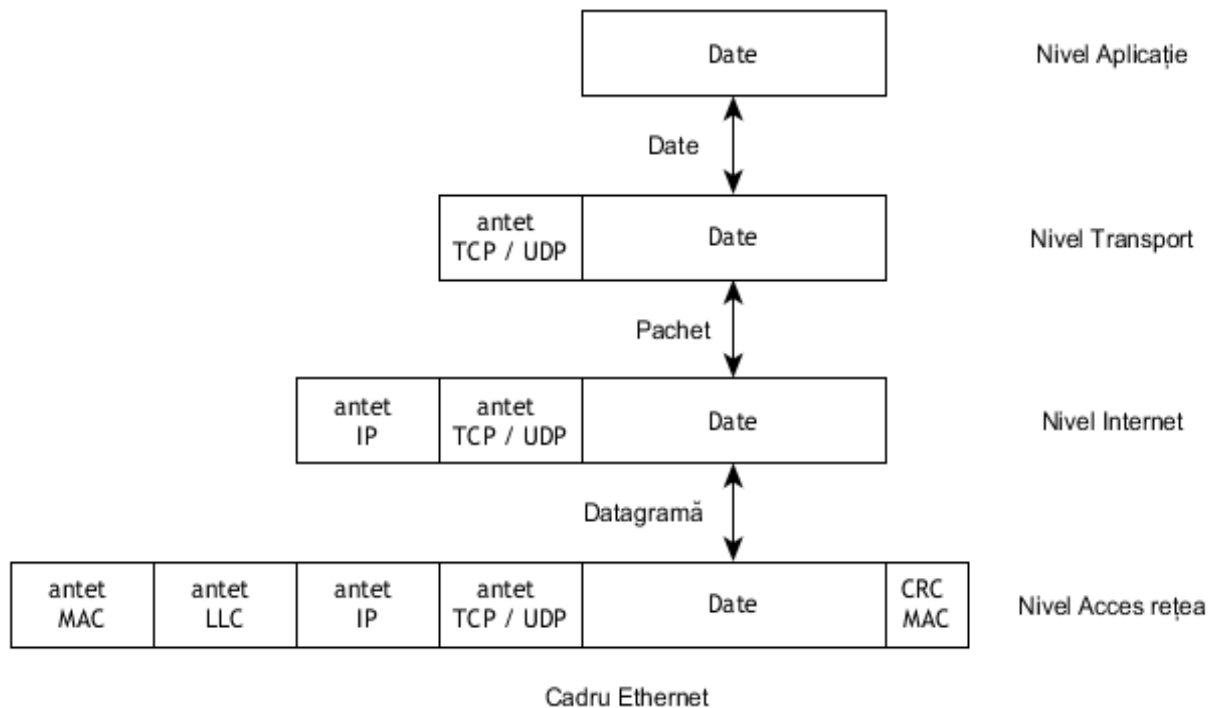 Date
Nivel Aplicație
Date
antet
TCP / UDP
Date
Nivel Transport
Pachet
antet
IP
antet
TCP / UDP
Date
Nivel Internet
Datagramă
antet
MAC
antet
LLC
antet
IP
antet
TCP / UDP
Date
CRC
MAC
Nivel Acces rețea
Cadru Ethernet